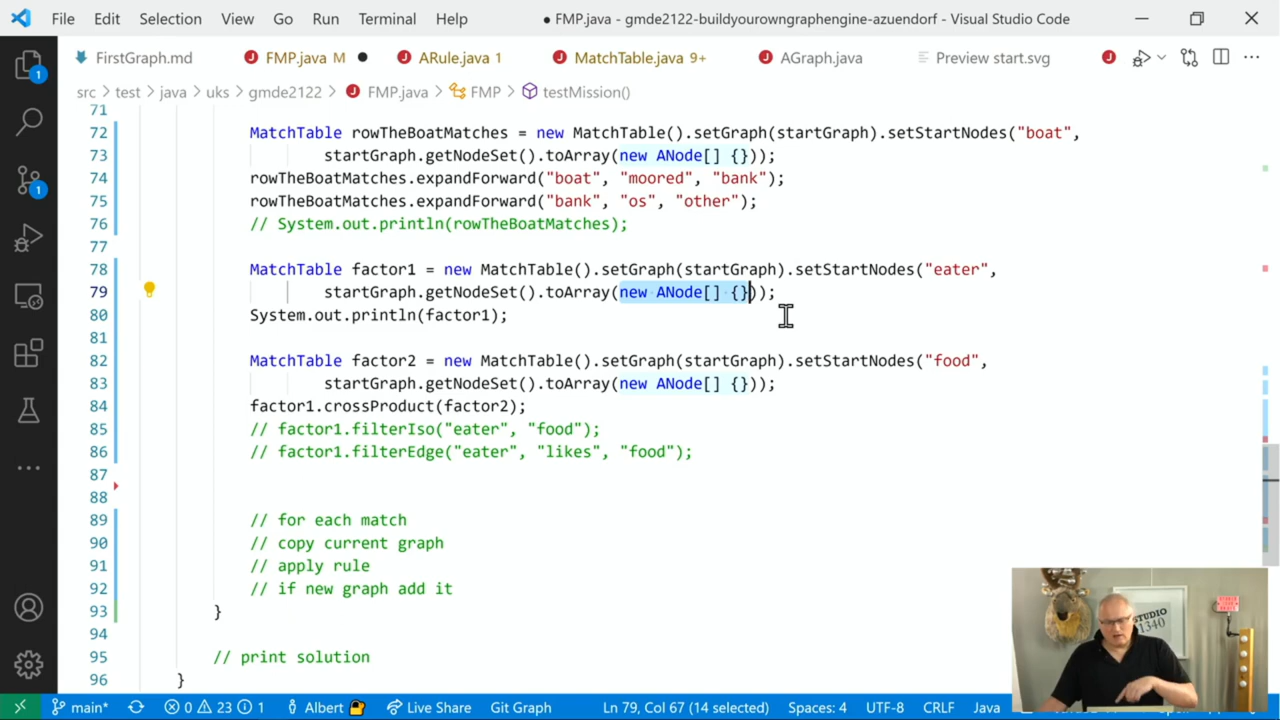 File Edit Selection View Go Run Terminal Help ● FMP.java - gmde2122-buildyourowngraphengine-azuendorf - Visual Studio Code
FirstGraph.md FMP.java M ● ARule.java 1 MatchTable.java 9+ AGraph.java Preview start.svg
src > test > java > uks > gmde2122 > FMP.java > FMP > testMission()
71
72 MatchTable rowTheBoatMatches = new MatchTable().setGraph(startGraph).setStartNodes("boat",
73 startGraph.getNodeSet().toArray(new ANode[] {}));
74 rowTheBoatMatches.expandForward("boat", "moored", "bank");
75 rowTheBoatMatches.expandForward("bank", "os", "other");
76 // System.out.println(rowTheBoatMatches);
77
78 MatchTable factor1 = new MatchTable().setGraph(startGraph).setStartNodes("eater",
79 startGraph.getNodeSet().toArray(new ANode[] {}));
80 System.out.println(factor1);
81
82 MatchTable factor2 = new MatchTable().setGraph(startGraph).setStartNodes("food",
83 startGraph.getNodeSet().toArray(new ANode[] {}));
84 factor1.crossProduct(factor2);
85 // factor1.filterIso("eater", "food");
86 // factor1.filterEdge("eater", "likes", "food");
87
88
89 // for each match
90 // copy current graph
91 // apply rule
92 // if new graph add it
93 }
94
95 // print solution
96 }
STUDIO
1340
main* 0 23 1 Albert Live Share Git Graph Ln 79, Col 67 (14 selected) Spaces: 4 UTF-8 CRLF Java